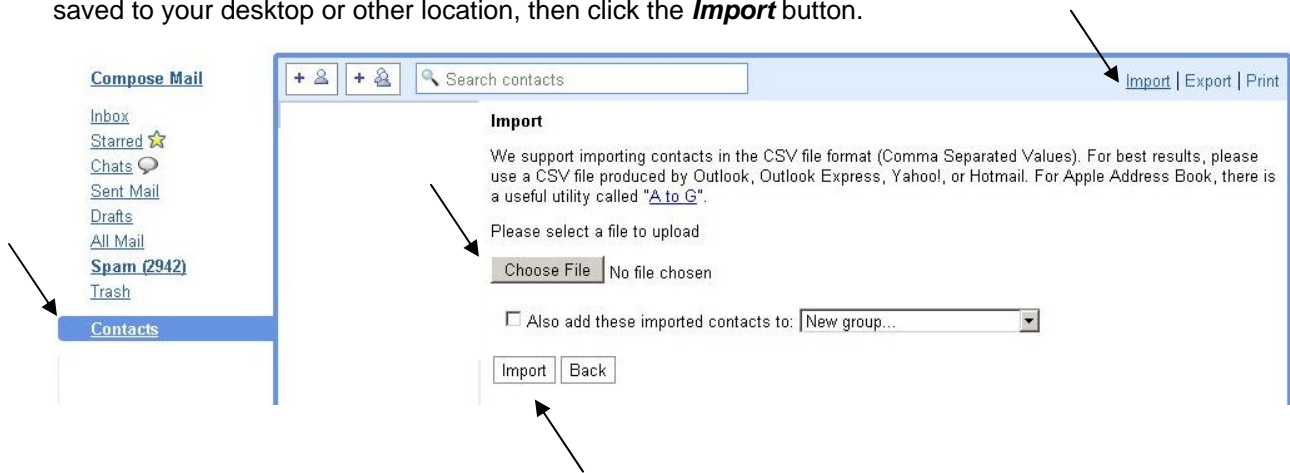 saved to your desktop or other location, then click the Import button.
Compose Mail
Search contacts
Import | Export | Print
Inbox
Starred
Chats
Sent Mail
Drafts
All Mail
Spam (2942)
Trash
Contacts
Import
We support importing contacts in the CSV file format (Comma Separated Values). For best results, please
use a CSV file produced by Outlook, Outlook Express, Yahoo!, or Hotmail. For Apple Address Book, there is
a useful utility called "A to G".
Please select a file to upload
Choose File No file chosen
Also add these imported contacts to: New group...
Import Back